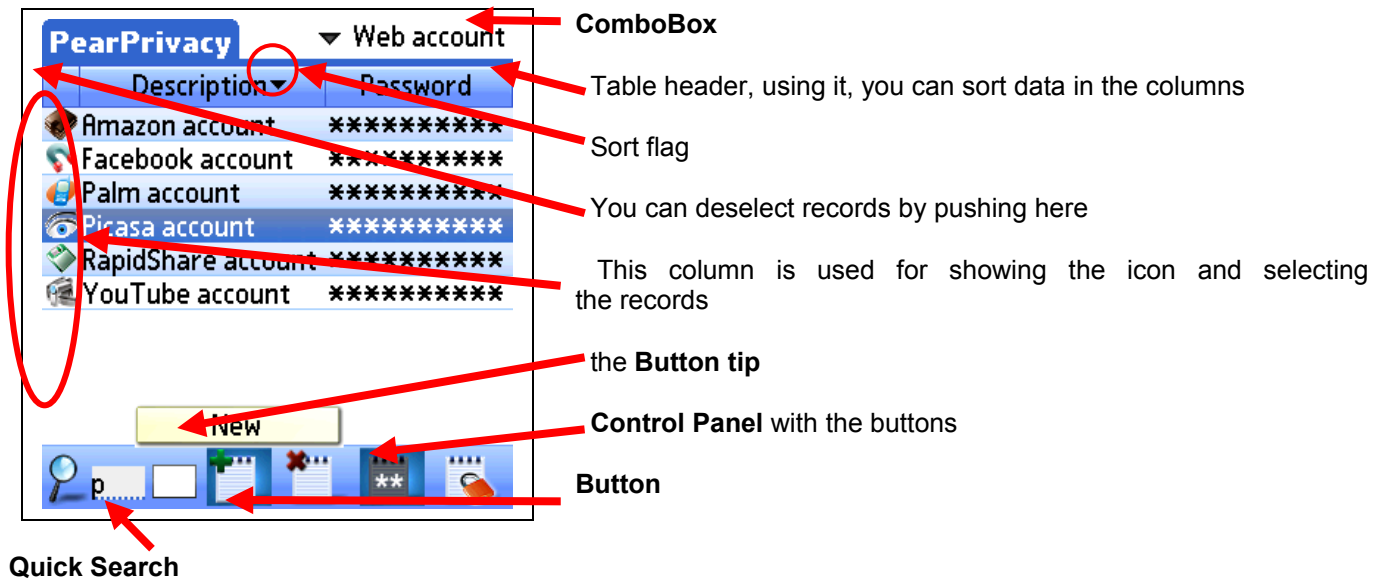 PearPrivacy
Web account
Description Password
Amazon account **********
Facebook account **********
Palm account **********
Picasa account **********
RapidShare account **********
YouTube account **********
New
p
**
ComboBox
Table header, using it, you can sort data in the columns
Sort flag
You can deselect records by pushing here
This column is used for showing the icon and selecting
the records
the Button tip
Control Panel with the buttons
Button
Quick Search